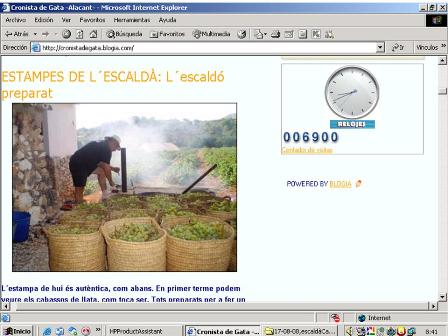 Cronista de Gata -Alacant- - Microsoft Internet Explorer
Archivo Edición Ver Favoritos Herramientas Ayuda
Atrás Búsqueda Favoritos Multimedia
Dirección http://cronistadegata.blogia.com/ Ir Vínculos
ESTAMPES DE L´ESCALDÀ: L´escaldó
preparat
RELOJES
006900
Contador de visitas
POWERED BY BLOGIA
L´estampa de hui és autèntica, com abans. En primer terme podem
veure els cabassos de llata, com toca ser. Tots preparats per a fer un
Internet
Inicio HPProductAssistant Cronista de Gata -... 17-08-08,escaldàCa...
8:41